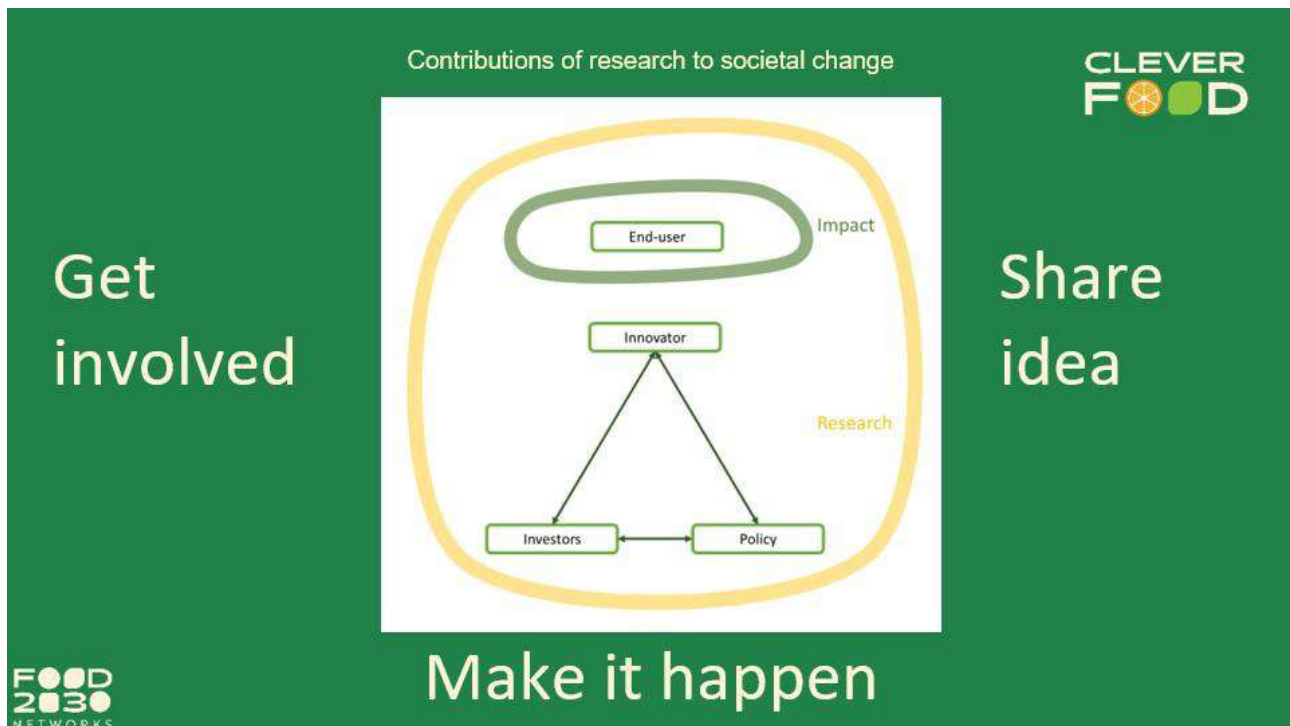 Contributions of research to societal change
CLEVER
FOOD
Get
involved
Impact
End-user
Innovator
Research
Investors
Policy
Share
idea
Make it happen
FOOD
2030
NETWORKS